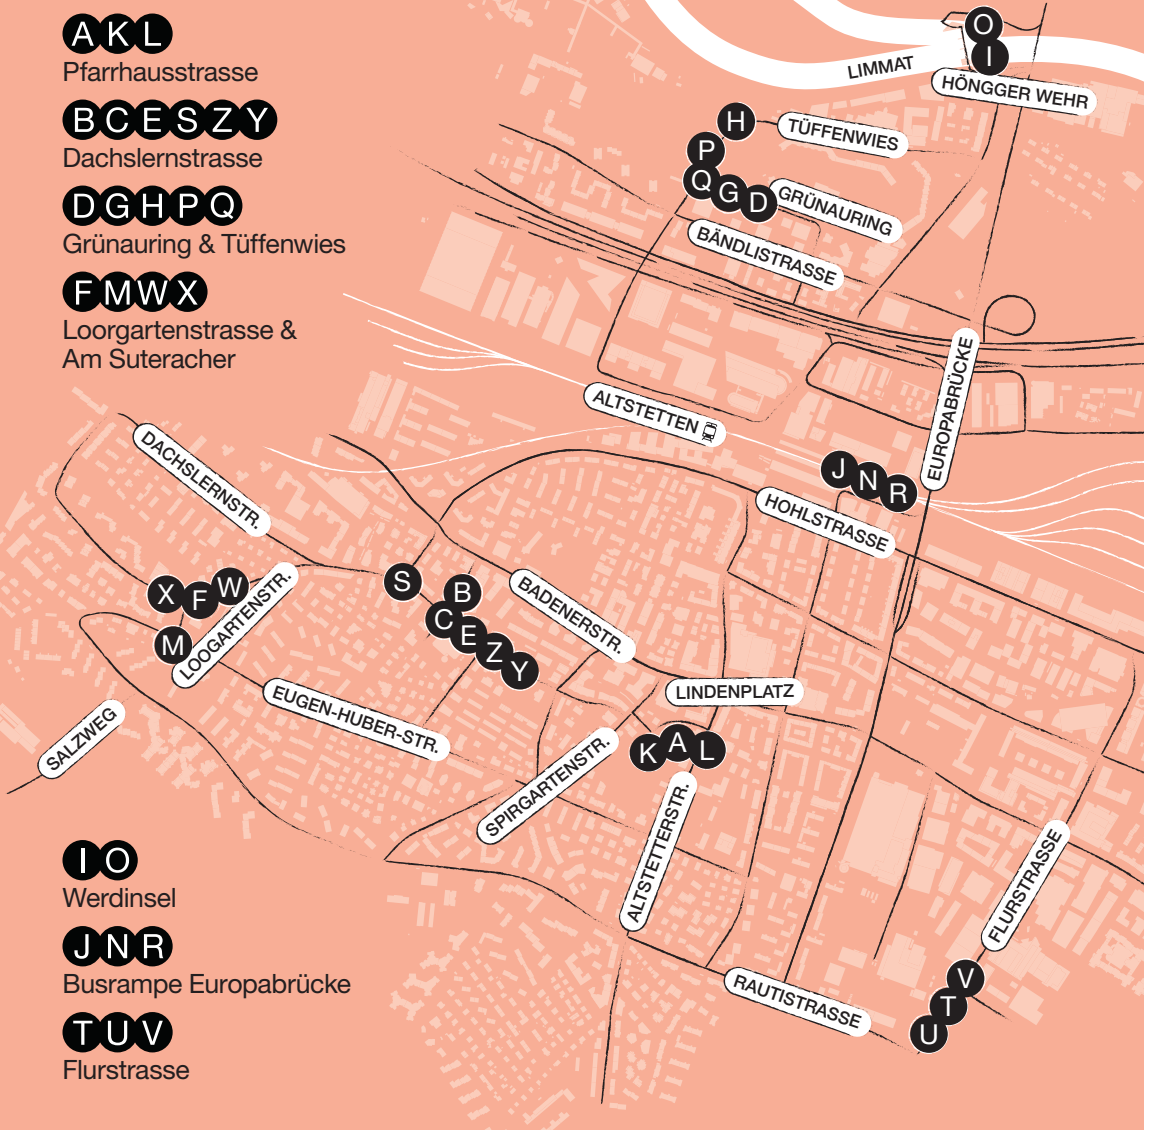 AKL
Pfarrhausstrasse
BCESZY
Dachslernstrasse
DGHPQ
Grünauring & Tüffenwies
FMWX
Loorgartenstrasse &
Am Suteracher
O
I
LIMMAT
HÖNGGER WEHR
H
TÜFFENWIES
P
Q
G
D
GRÜNAURING
BÄNDLISTRASSE
EUROPABRÜCKE
ALTSTETTEN
J
N
R
HOHLSTRASSE
DACHSLERNSTR.
X
F
W
M
LOOGARTENSTR.
S
B
C
E
Z
Y
BADENERSTR.
LINDENPLATZ
EUGEN-HUBER-STR.
SALZWEG
K
A
L
SPIRGARTENSTR.
ALTSTETTERSTR.
FLURSTRASSE
V
T
U
RAUTISTRASSE
IO
Werdinsel
JNR
Busrampe Europabrücke
TUV
Flurstrasse